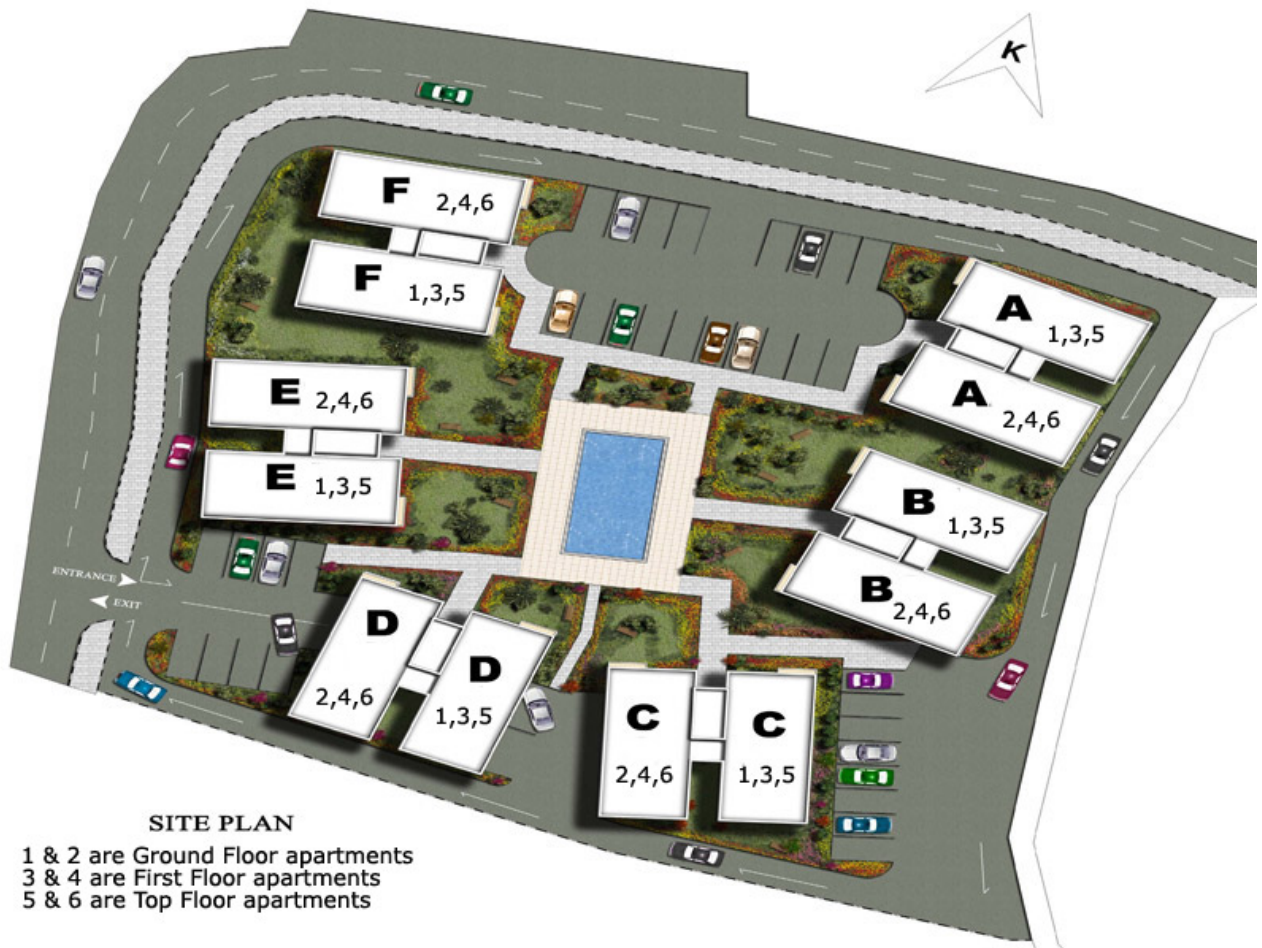 K
F 2,4,6
F 1,3,5
A 1,3,5
A 2,4,6
E 2,4,6
E 1,3,5
B 1,3,5
B 2,4,6
ENTRANCE
EXIT
D
2,4,6
D
1,3,5
C
2,4,6
C
1,3,5
SITE PLAN
1 & 2 are Ground Floor apartments
3 & 4 are First Floor apartments
5 & 6 are Top Floor apartments